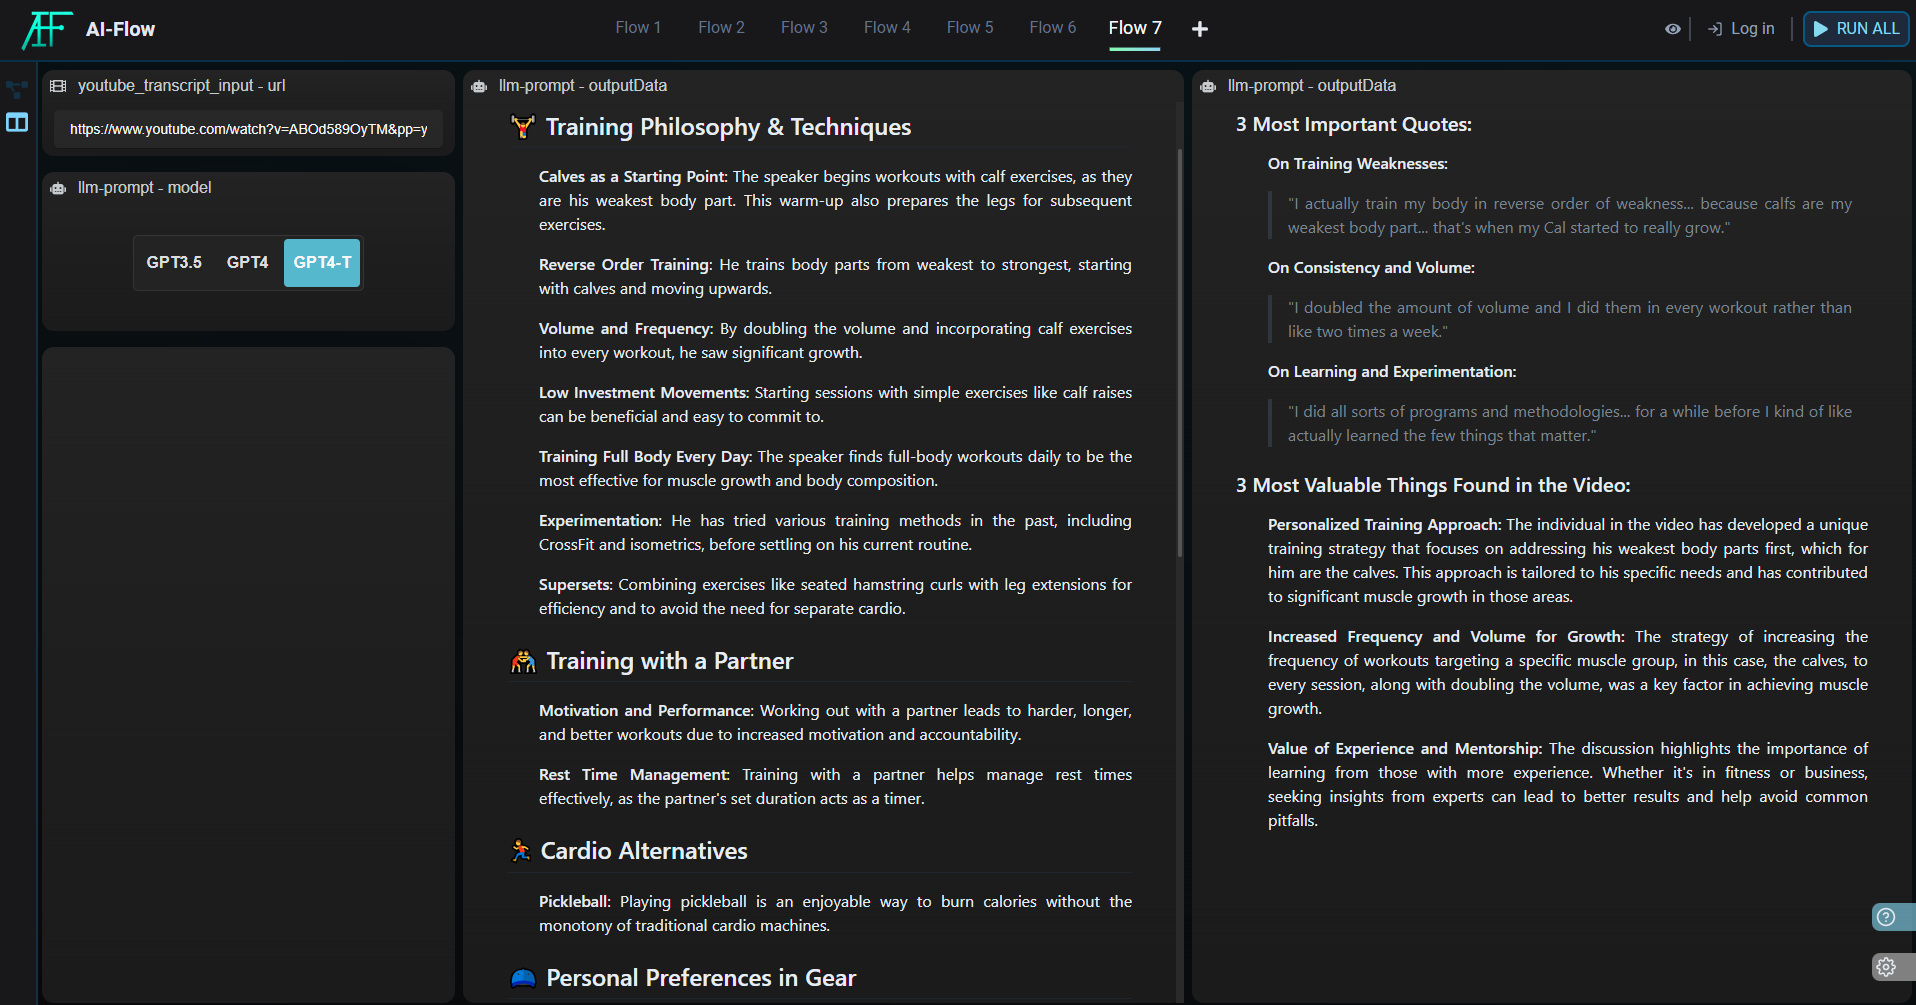 AI-Flow
Flow 1
Flow 2
Flow 3
Flow 4
Flow 5
Flow 6
Flow 7
Log in
RUN ALL
youtube_transcript_input - url
https://www.youtube.com/watch?v=ABOd589OyTM&pp=y
llm-prompt - model
GPT3.5
GPT4
GPT4-T
llm-prompt - outputData
Training Philosophy & Techniques
Calves as a Starting Point: The speaker begins workouts with calf exercises, as they
are his weakest body part. This warm-up also prepares the legs for subsequent
exercises.
Reverse Order Training: He trains body parts from weakest to strongest, starting
with calves and moving upwards.
Volume and Frequency: By doubling the volume and incorporating calf exercises
into every workout, he saw significant growth.
Low Investment Movements: Starting sessions with simple exercises like calf raises
can be beneficial and easy to commit to.
Training Full Body Every Day: The speaker finds full-body workouts daily to be the
most effective for muscle growth and body composition.
Experimentation: He has tried various training methods in the past, including
CrossFit and isometrics, before settling on his current routine.
Supersets: Combining exercises like seated hamstring curls with leg extensions for
efficiency and to avoid the need for separate cardio.
Training with a Partner
Motivation and Performance: Working out with a partner leads to harder, longer,
and better workouts due to increased motivation and accountability.
Rest Time Management: Training with a partner helps manage rest times
effectively, as the partner's set duration acts as a timer.
Cardio Alternatives
Pickleball: Playing pickleball is an enjoyable way to burn calories without the
monotony of traditional cardio machines.
Personal Preferences in Gear
llm-prompt - outputData
3 Most Important Quotes:
On Training Weaknesses:
"I actually train my body in reverse order of weakness... because calfs are my
weakest body part... that's when my Cal started to really grow."
On Consistency and Volume:
"I doubled the amount of volume and I did them in every workout rather than
like two times a week."
On Learning and Experimentation:
"I did all sorts of programs and methodologies... for a while before I kind of like
actually learned the few things that matter."
3 Most Valuable Things Found in the Video:
Personalized Training Approach: The individual in the video has developed a unique
training strategy that focuses on addressing his weakest body parts first, which for
him are the calves. This approach is tailored to his specific needs and has contributed
to significant muscle growth in those areas.
Increased Frequency and Volume for Growth: The strategy of increasing the
frequency of workouts targeting a specific muscle group, in this case, the calves, to
every session, along with doubling the volume, was a key factor in achieving muscle
growth.
Value of Experience and Mentorship: The discussion highlights the importance of
learning from those with more experience. Whether it's in fitness or business,
seeking insights from experts can lead to better results and help avoid common
pitfalls.